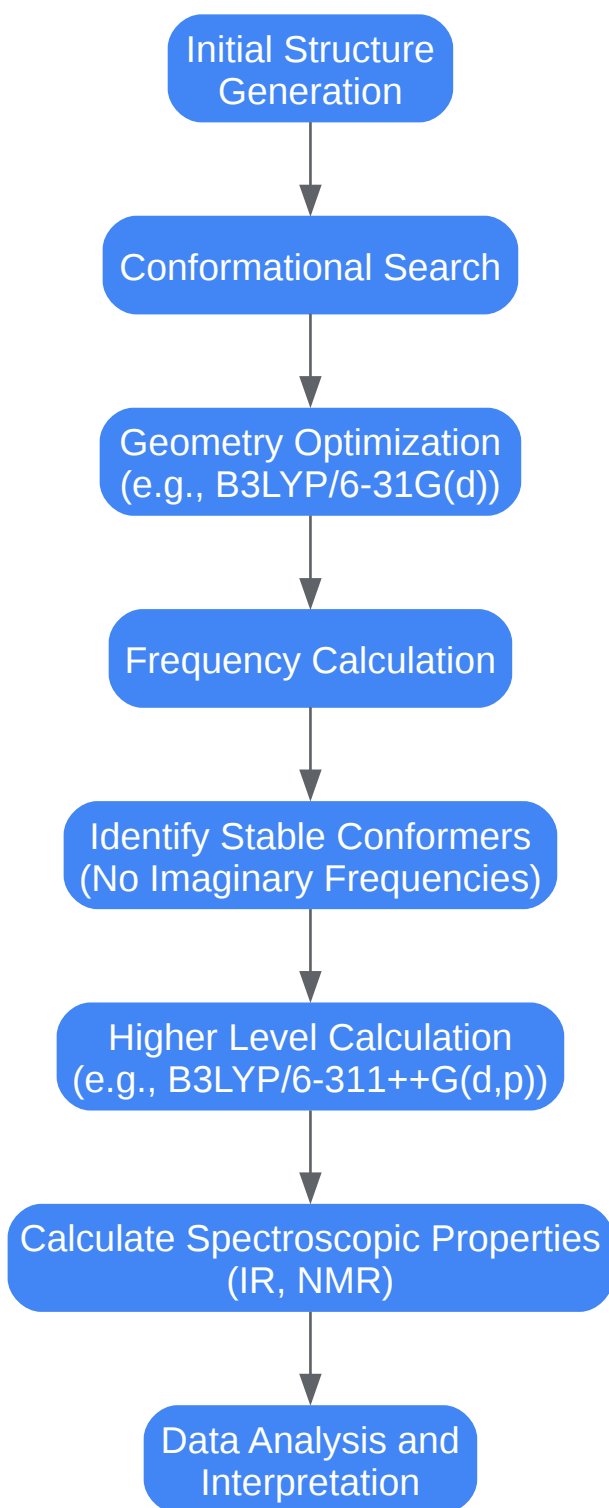 Initial Structure
Generation
Conformational Search
Geometry Optimization
(e.g., B3LYP/6-31G(d))
Frequency Calculation
Identify Stable Conformers
(No Imaginary Frequencies)
Higher Level Calculation
(e.g., B3LYP/6-311++G(d,p))
Calculate Spectroscopic Properties
(IR, NMR)
Data Analysis and
Interpretation